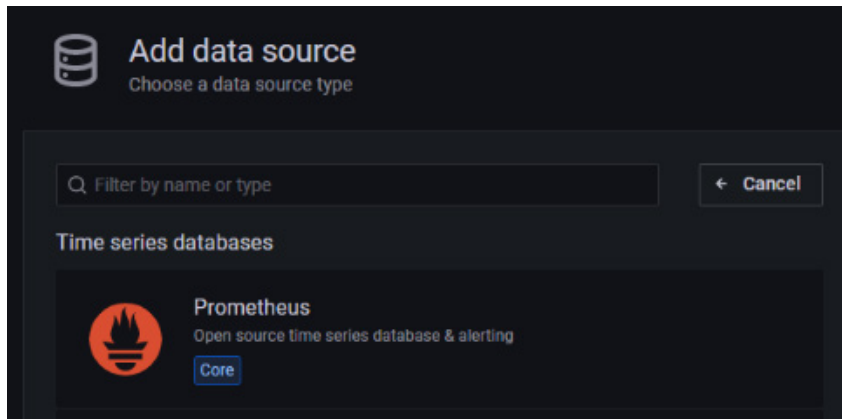 Add data source
Choose a data source type
Filter by name or type
← Cancel
Time series databases
Prometheus
Open source time series database & alerting
Core